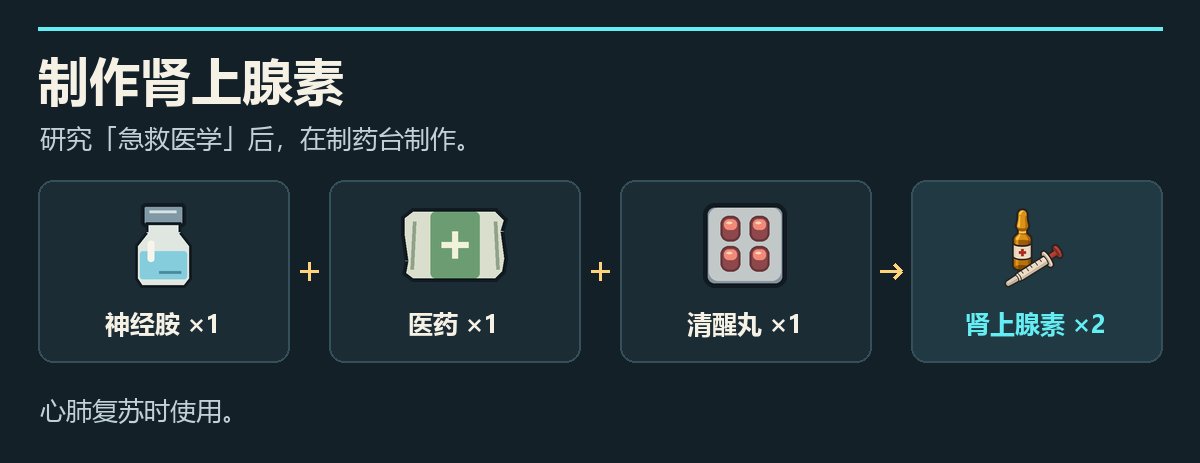 制作肾上腺素
研究「急救医学」后，在制药台制作。
神经胺 ×1 + 医药 ×1 + 清醒丸 ×1 → 肾上腺素 ×2
心肺复苏时使用。